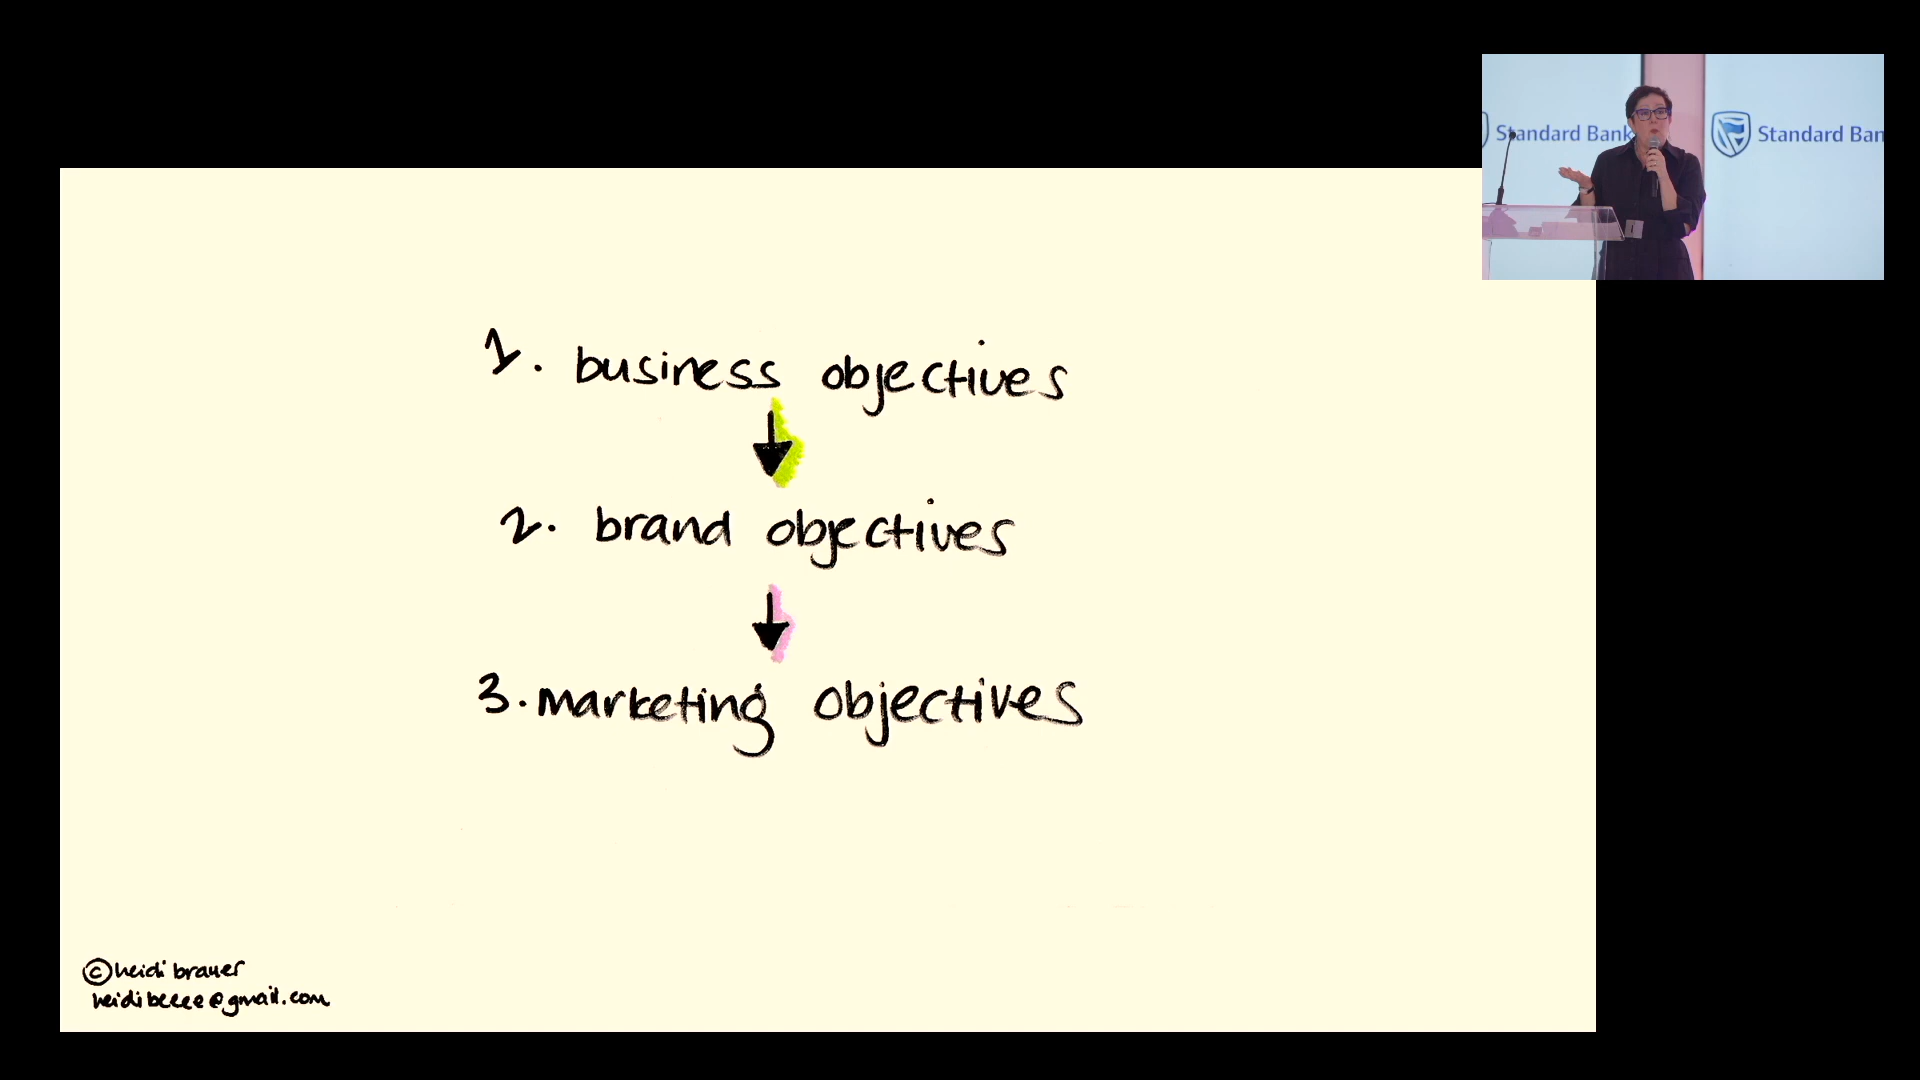 Standard Bank
Standard Ban
1. business objectives
2. brand objectives
3. marketing objectives
© heidi brauer
heidibeeee@gmail.com